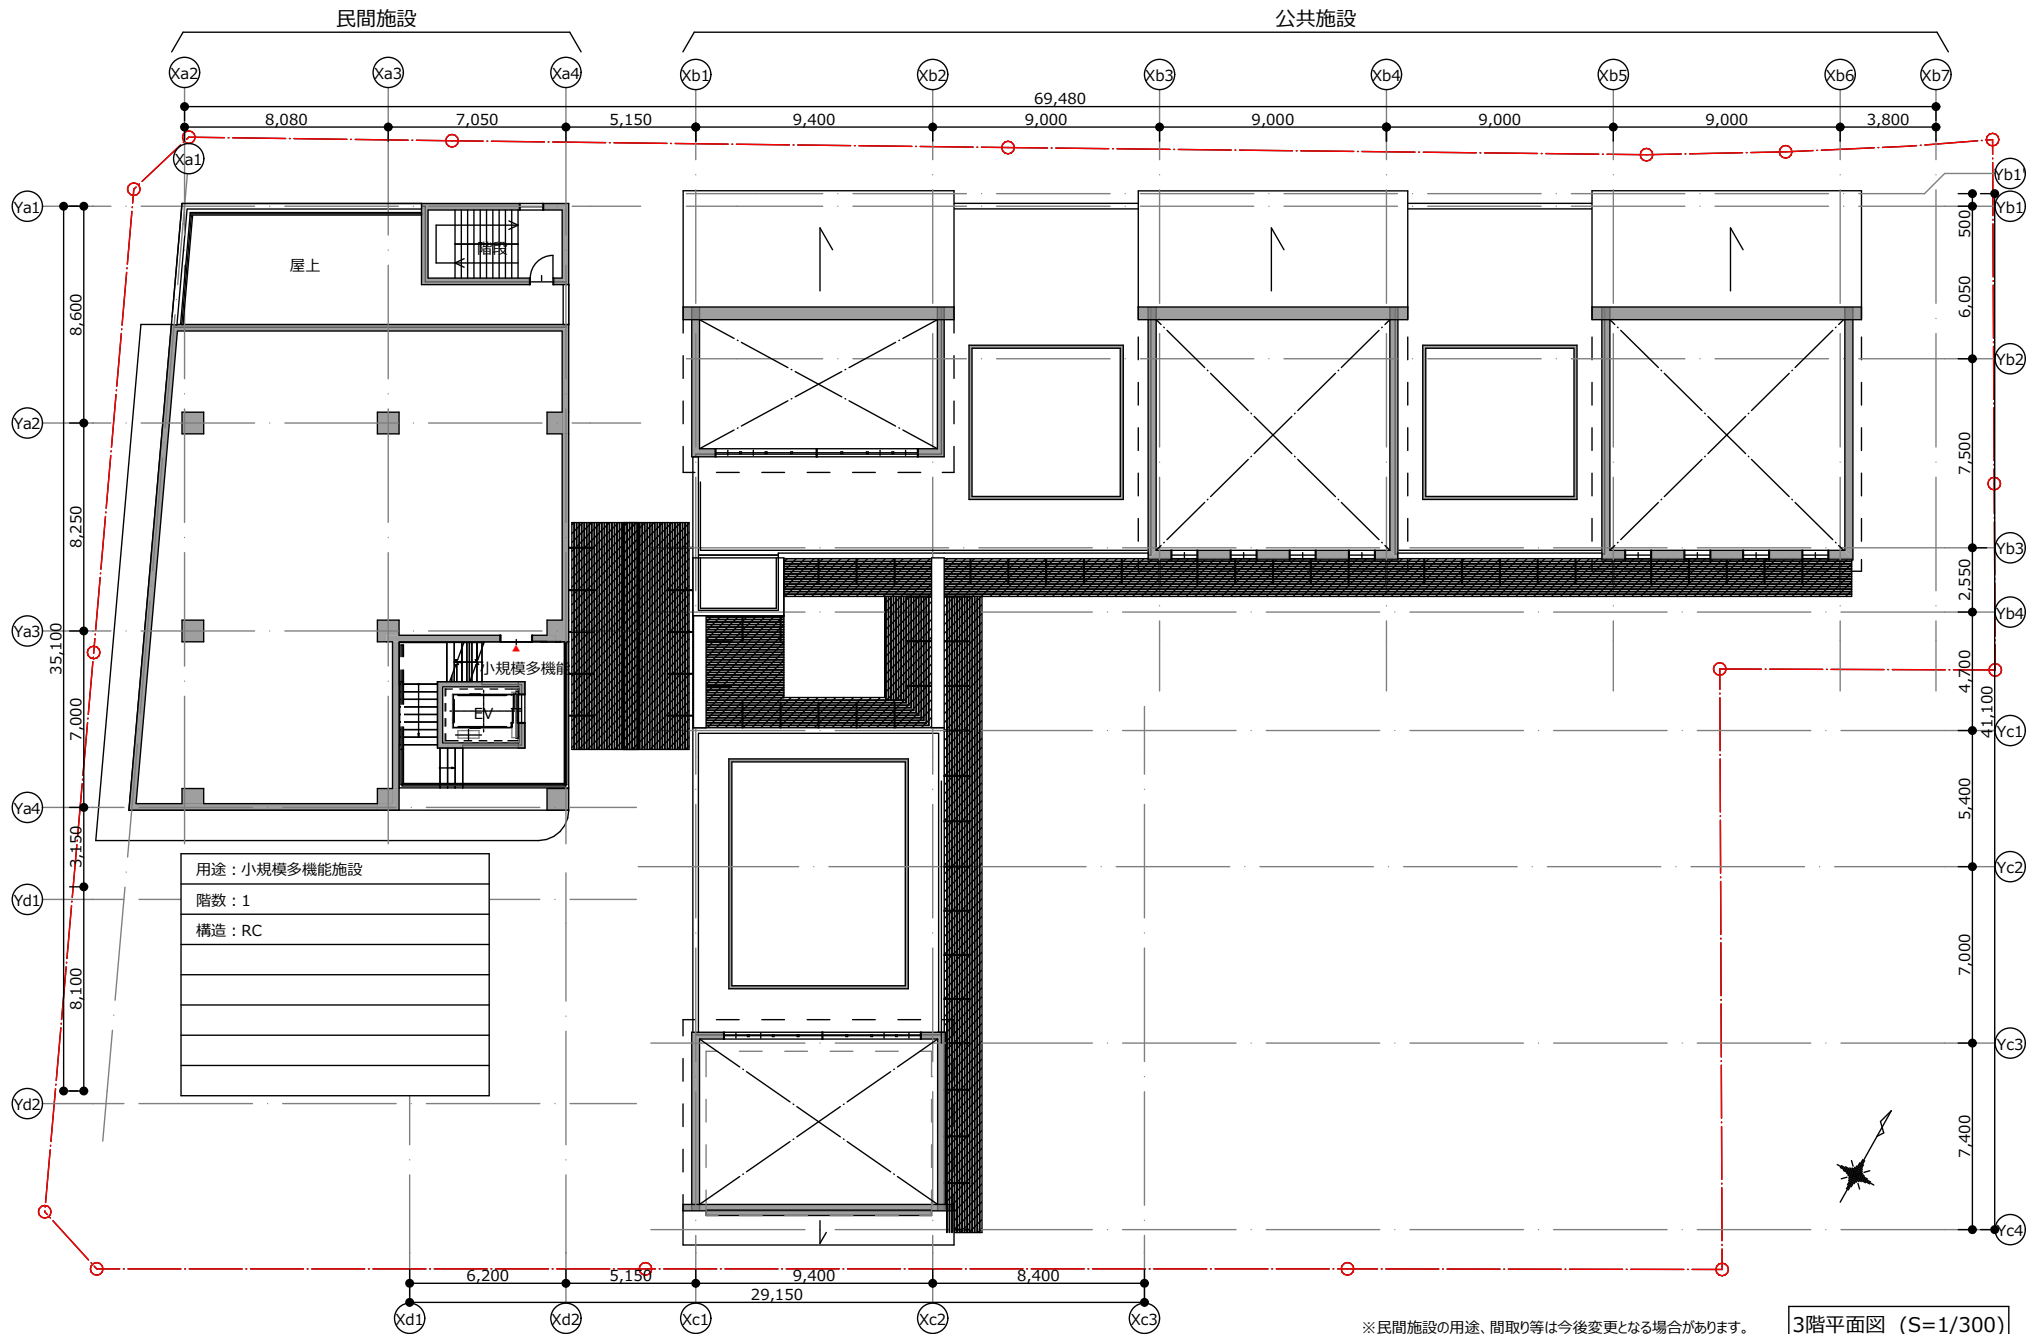 民間施設
公共施設
Xa2
Xa3
Xa4
Xb1
Xb2
Xb3
Xb4
Xb5
Xb6
Xb7
69,480
8,080
7,050
5,150
9,400
9,000
9,000
9,000
9,000
3,800
Xa1
Yb1'
Ya1
Yb1
500
階段
屋上
8,600
6,050
Yb2
Ya2
7,500
8,250
Yb3
2,550
Yb4
Ya3
35,100
小規模多機能
4,700
41,100
EV
7,000
Yc1
5,400
Ya4
3,150
用途：小規模多機能施設
Yc2
階数：1
Yd1
構造：RC
7,000
8,100
Yc3
Yd2
7,400
Yc4
6,200
5,150
9,400
8,400
29,150
Xd1
Xd2
Xc1
Xc2
Xc3
※民間施設の用途、間取り等は今後変更となる場合があります。
3階平面図 (S=1/300)